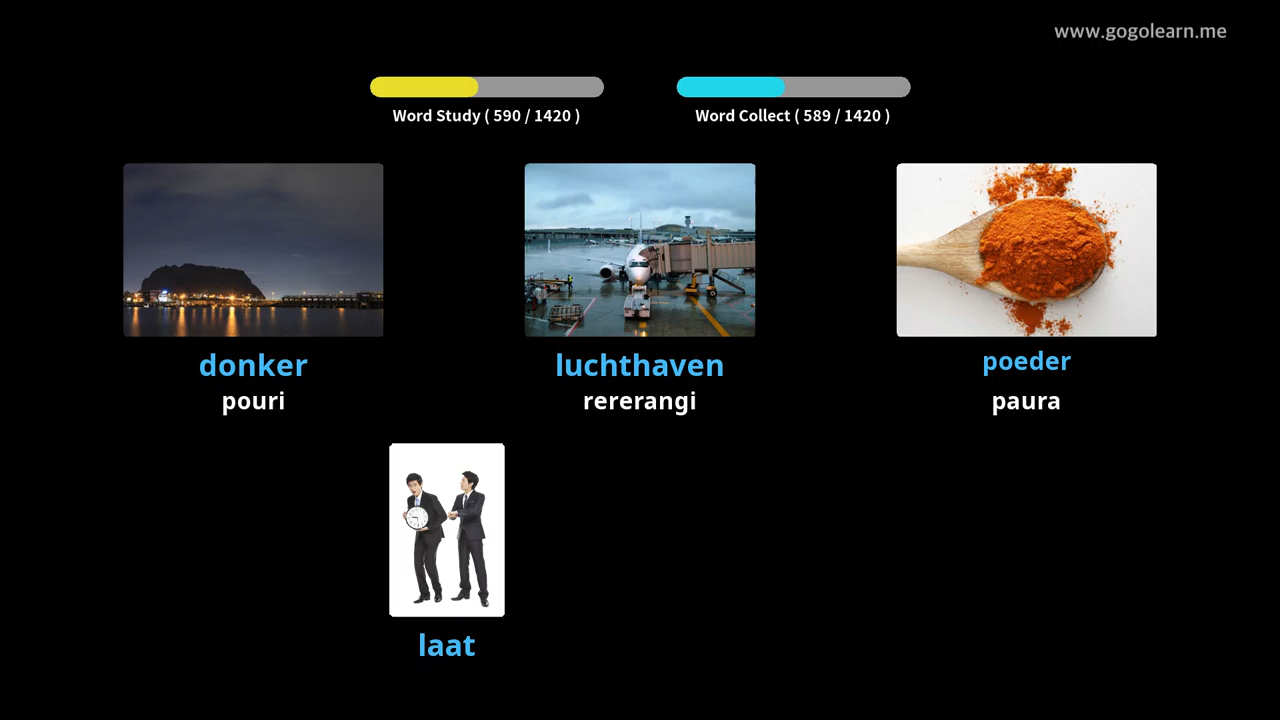 www.gogolearn.me
Word Study ( 590 / 1420 )
Word Collect ( 589 / 1420 )
donker
luchthaven
poeder
pouri
rererangi
paura
laat